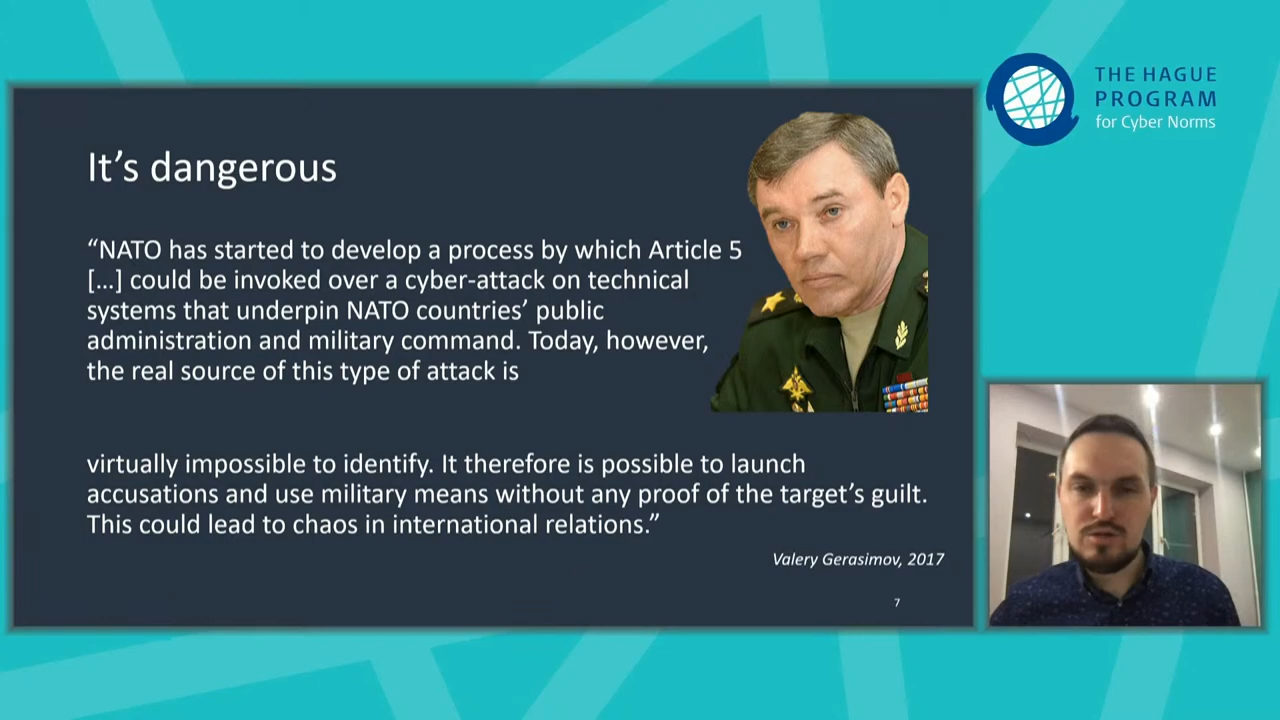 THE HAGUE
PROGRAM
for Cyber Norms
It's dangerous
“NATO has started to develop a process by which Article 5
[…] could be invoked over a cyber-attack on technical
systems that underpin NATO countries’ public
administration and military command. Today, however,
the real source of this type of attack is
virtually impossible to identify. It therefore is possible to launch
accusations and use military means without any proof of the target’s guilt.
This could lead to chaos in international relations.”
Valery Gerasimov, 2017
7